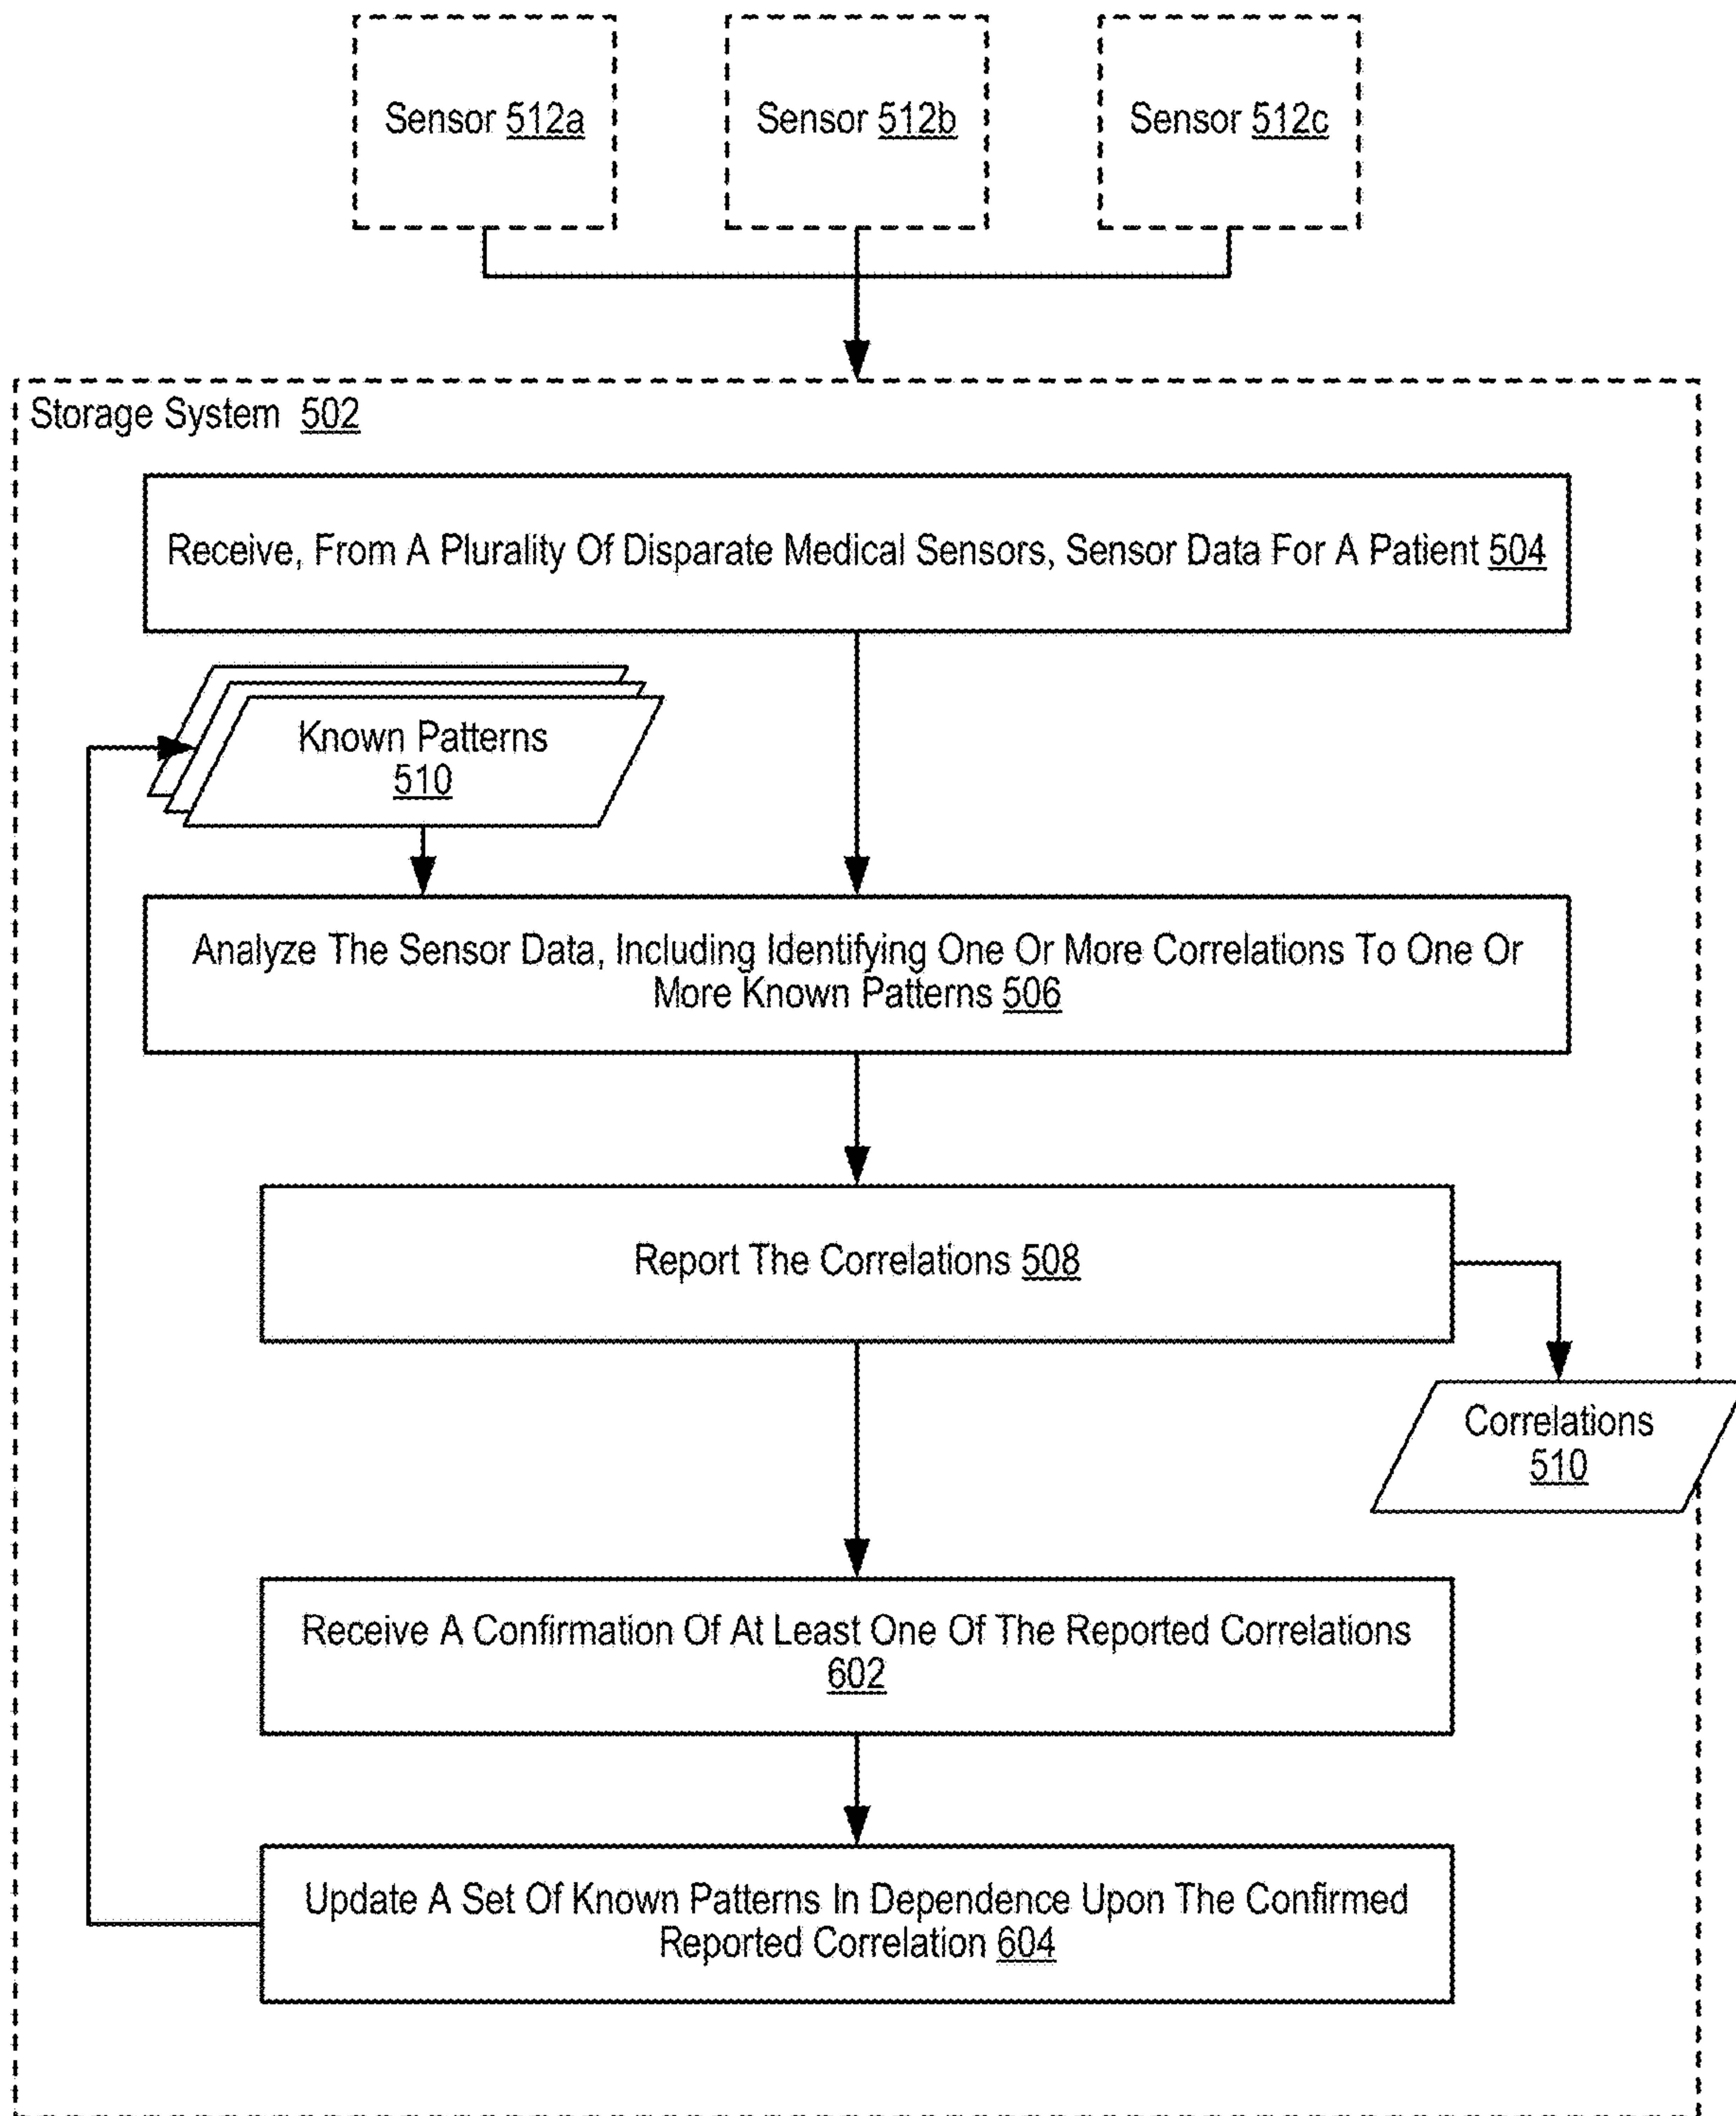 Sensor 512a
Sensor 512b
Sensor 512c
Storage System 502
Receive, From A Plurality Of Disparate Medical Sensors, Sensor Data For A Patient 504
Known Patterns
510
Analyze The Sensor Data, Including Identifying One Or More Correlations To One Or
More Known Patterns 506
Report The Correlations 508
Correlations
510
Receive A Confirmation Of At Least One Of The Reported Correlations
602
Update A Set Of Known Patterns In Dependence Upon The Confirmed
Reported Correlation 604